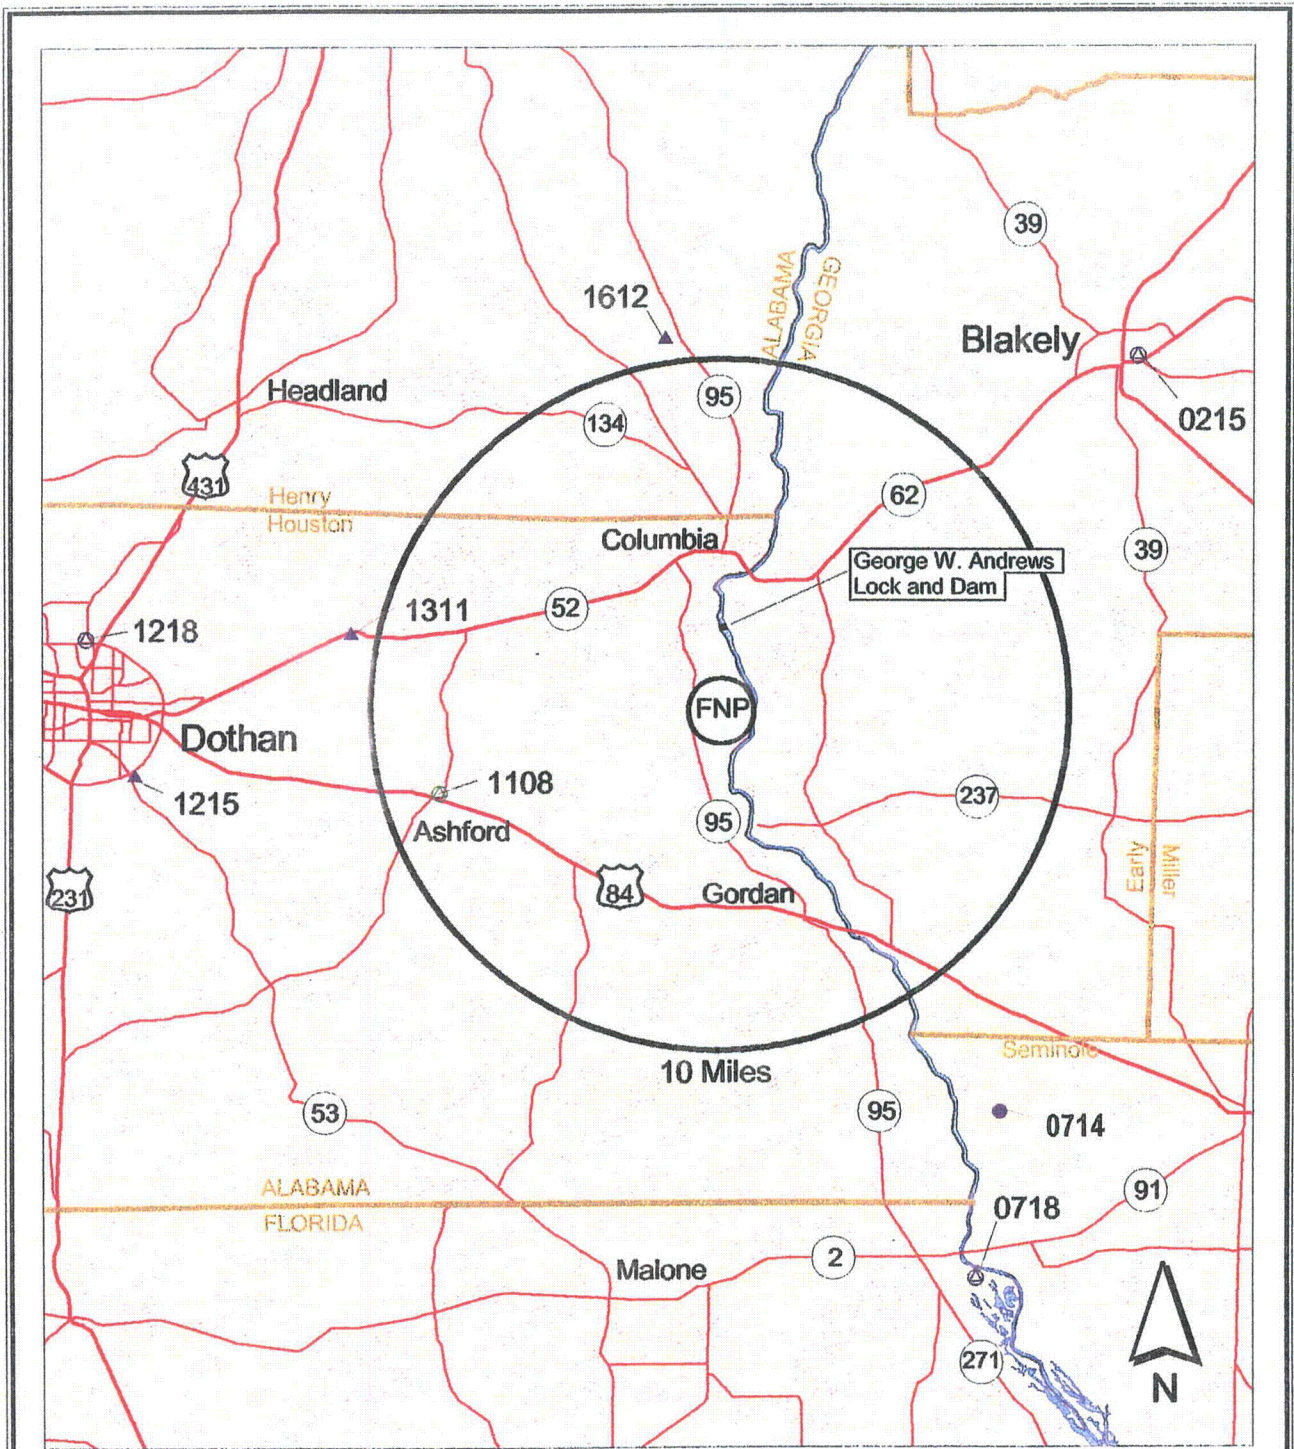 39
ALABAMA
GEORGIA
1612
Blakely
Headland
95
134
0215
431
Henry
Houston
62
Columbia
39
George W. Andrews
Lock and Dam
1311
52
1218
FNP
Dothan
1108
237
1215
95
Ashford
Early
Miller
231
84
Gordan
Seminole
10 Miles
53
95
0714
ALABAMA
FLORIDA
91
0718
2
Malone
271
N